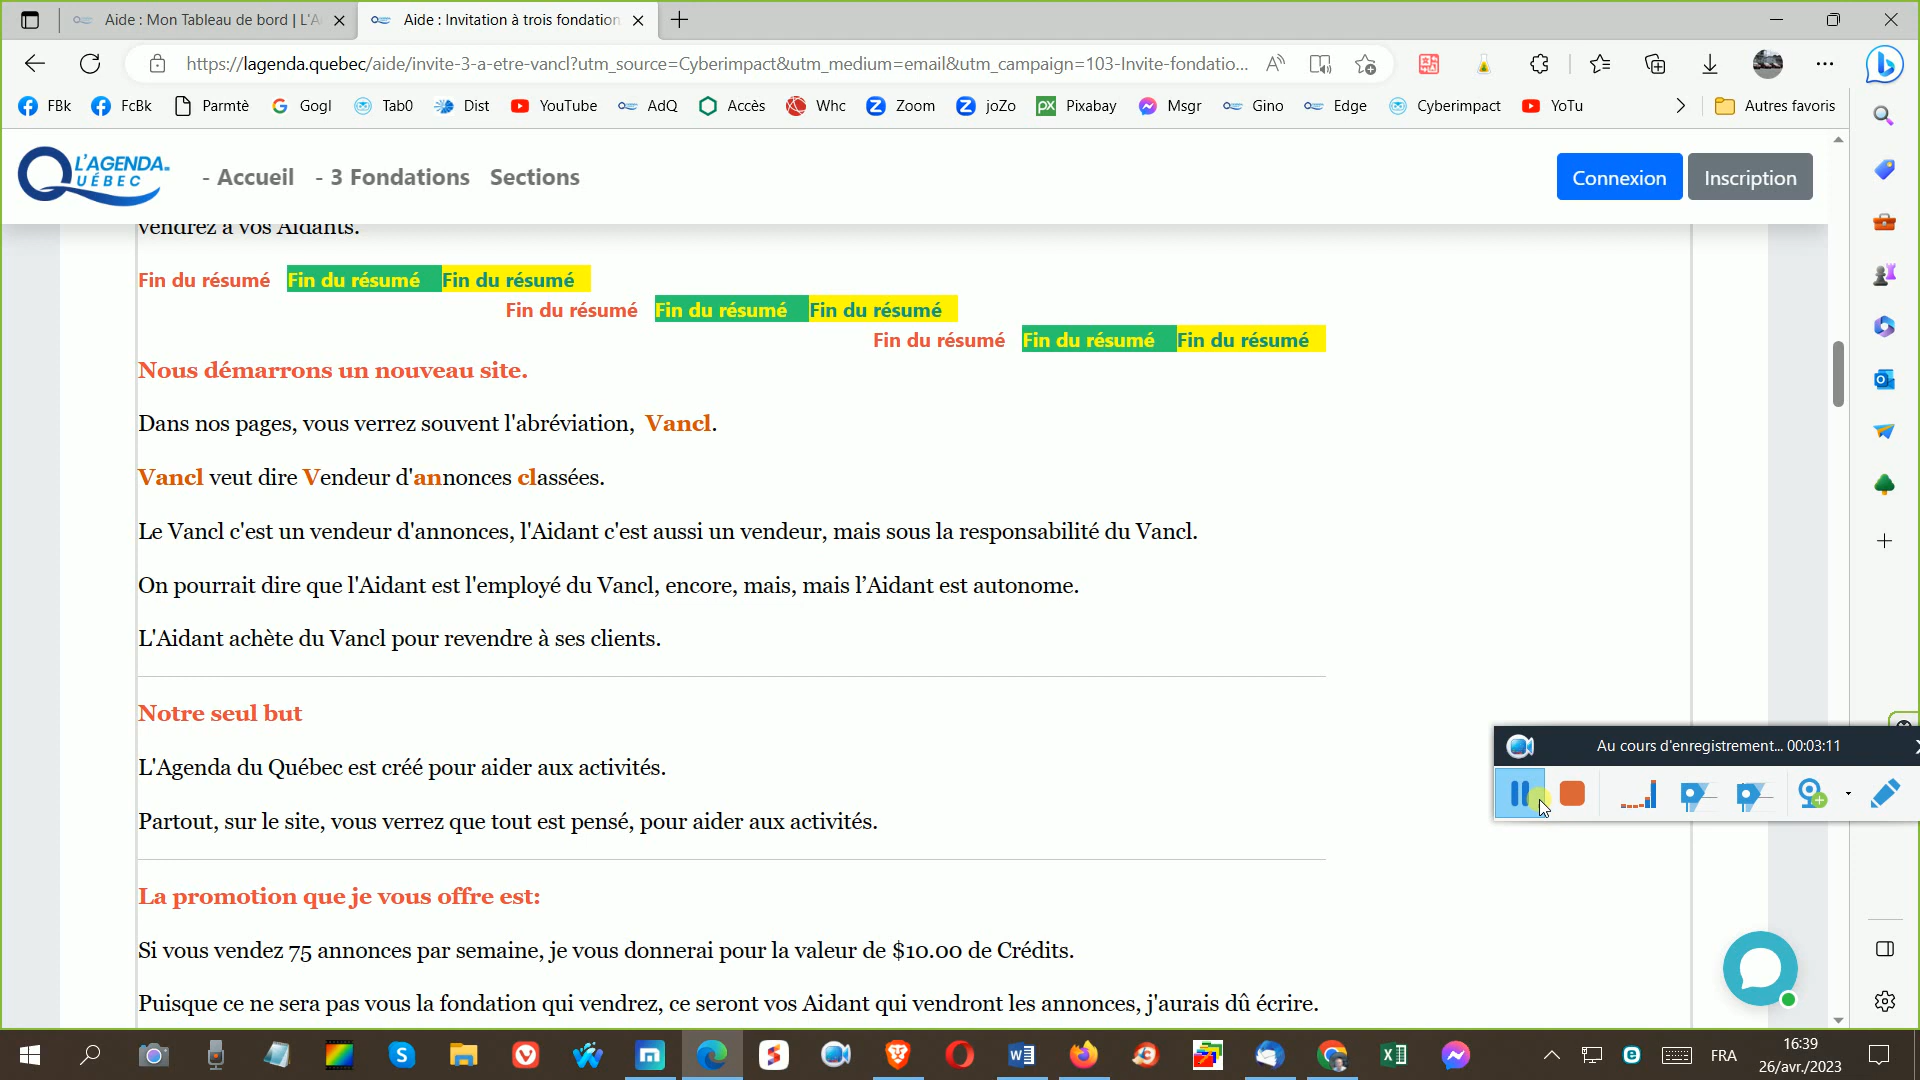 Aide : Mon Tableau de bord | L'A
Aide : Invitation à trois fondation
https://lagenda.quebec/aide/invite-3-a-etre-vancl?utm_source=Cyberimpact&utm_medium=email&utm_campaign=103-Invite-fondatio...
FBk FcBk Parmtè Gogl Tab0 Dist YouTube AdQ Accès Whc Zoom joZo Pixabay Msgr Gino Edge Cyberimpact YoTu Autres favoris
L'AGENDA
QUÉBEC
- Accueil - 3 Fondations Sections
Connexion Inscription
vendrez à vos Aidants.
Fin du résumé Fin du résumé Fin du résumé
Fin du résumé Fin du résumé Fin du résumé
Fin du résumé Fin du résumé Fin du résumé
Nous démarrons un nouveau site.
Dans nos pages, vous verrez souvent l'abréviation, Vancl.
Vancl veut dire Vendeur d'annonces classées.
Le Vancl c'est un vendeur d'annonces, l'Aidant c'est aussi un vendeur, mais sous la responsabilité du Vancl.
On pourrait dire que l'Aidant est l'employé du Vancl, encore, mais, mais l’Aidant est autonome.
L'Aidant achète du Vancl pour revendre à ses clients.
Notre seul but
L'Agenda du Québec est créé pour aider aux activités.
Partout, sur le site, vous verrez que tout est pensé, pour aider aux activités.
La promotion que je vous offre est:
Si vous vendez 75 annonces par semaine, je vous donnerai pour la valeur de $10.00 de Crédits.
Puisque ce ne sera pas vous la fondation qui vendrez, ce seront vos Aidant qui vendront les annonces, j'aurais dû écrire.
Au cours d'enregistrement... 00:03:11
FRA
16:39
26/avr./2023